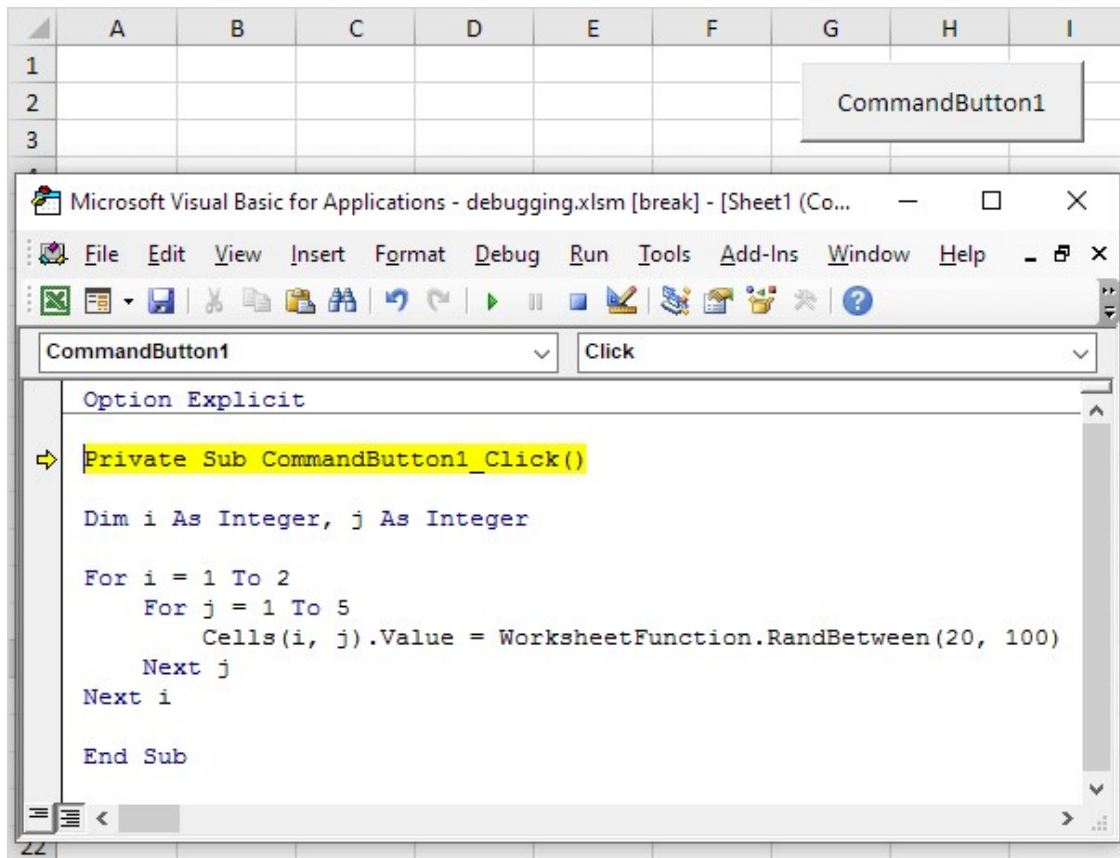 A B C D E F G H I
1
2 CommandButton1
3
Microsoft Visual Basic for Applications - debugging.xlsm [break] - [Sheet1 (Co...
File Edit View Insert Format Debug Run Tools Add-Ins Window Help
CommandButton1 Click
Option Explicit
Private Sub CommandButton1_Click()
Dim i As Integer, j As Integer
For i = 1 To 2
For j = 1 To 5
Cells(i, j).Value = WorksheetFunction.RandBetween(20, 100)
Next j
Next i
End Sub
22